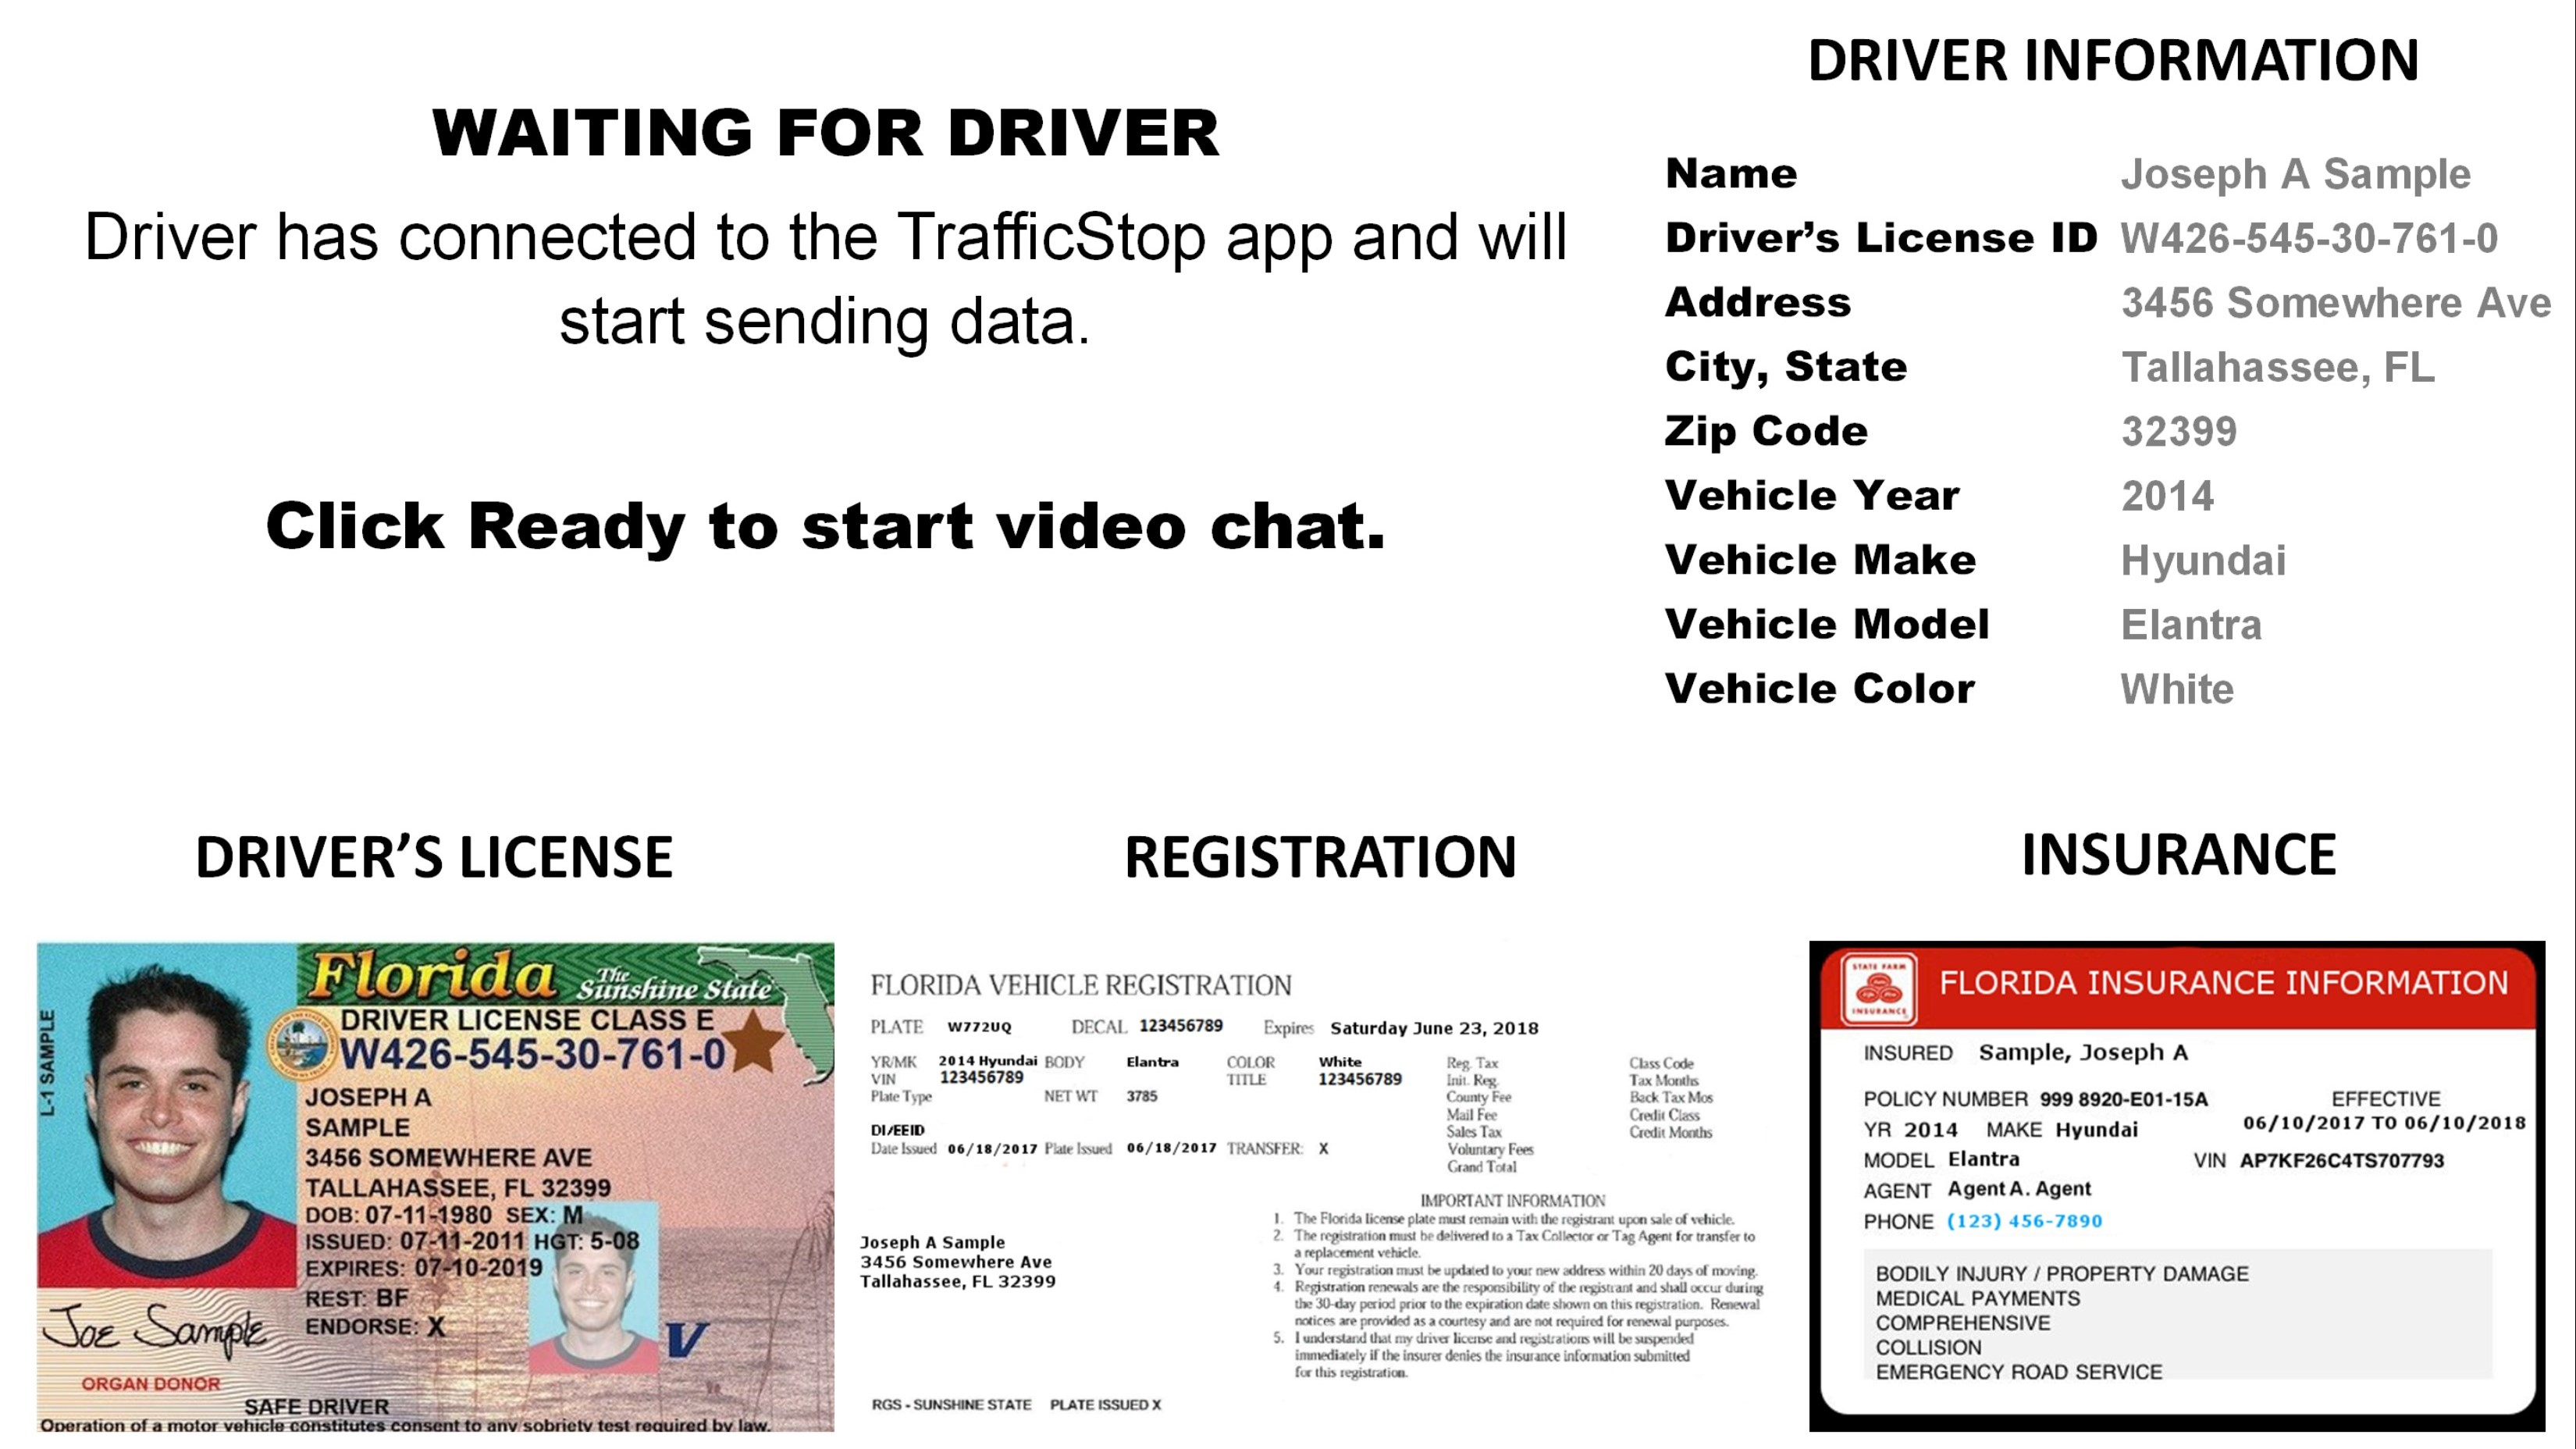 WAITING FOR DRIVER
Driver has connected to the TrafficStop app and will
start sending data.
Click Ready to start video chat.
DRIVER INFORMATION
Name Joseph A Sample
Driver’s License ID W426-545-30-761-0
Address 3456 Somewhere Ave
City, State Tallahassee, FL
Zip Code 32399
Vehicle Year 2014
Vehicle Make Hyundai
Vehicle Model Elantra
Vehicle Color White
DRIVER’S LICENSE
L-1 SAMPLE
Florida The Sunshine State
DRIVER LICENSE CLASS E
W426-545-30-761-0
JOSEPH A
SAMPLE
3456 SOMEWHERE AVE
TALLAHASSEE, FL 32399
DOB: 07-11-1980 SEX: M
ISSUED: 07-11-2011 HGT: 5-08
EXPIRES: 07-10-2019
REST: BF
ENDORSE: X
Joe Sample
V
ORGAN DONOR
SAFE DRIVER
Operation of a motor vehicle constitutes consent to any sobriety test required by law.
REGISTRATION
FLORIDA VEHICLE REGISTRATION
PLATE W772UQ DECAL 123456789 Expires Saturday June 23, 2018
YR/MK 2014 Hyundai BODY Elantra COLOR White Reg. Tax Class Code
VIN 123456789 TITLE 123456789 Init. Reg. Tax Months
Plate Type NET WT 3785 County Fee Back Tax Mos
Mail Fee Credit Class
DI/EEID Sales Tax Credit Months
Date Issued 06/18/2017 Plate Issued 06/18/2017 TRANSFER: X Voluntary Fees
Grand Total
IMPORTANT INFORMATION
1. The Florida license plate must remain with the registrant upon sale of vehicle.
2. The registration must be delivered to a Tax Collector or Tag Agent for transfer to
a replacement vehicle.
3. Your registration must be updated to your new address within 20 days of moving.
4. Registration renewals are the responsibility of the registrant and shall occur during
the 30-day period prior to the expiration date shown on this registration. Renewal
notices are provided as a courtesy and are not required for renewal purposes.
5. I understand that my driver license and registrations will be suspended
immediately if the insurer denies the insurance information submitted
for this registration.
Joseph A Sample
3456 Somewhere Ave
Tallahassee, FL 32399
RGS - SUNSHINE STATE PLATE ISSUED X
INSURANCE
STATE FARM
INSURANCE
FLORIDA INSURANCE INFORMATION
INSURED Sample, Joseph A
POLICY NUMBER 999 8920-E01-15A EFFECTIVE
YR 2014 MAKE Hyundai 06/10/2017 TO 06/10/2018
MODEL Elantra VIN AP7KF26C4TS707793
AGENT Agent A. Agent
PHONE (123) 456-7890
BODILY INJURY / PROPERTY DAMAGE
MEDICAL PAYMENTS
COMPREHENSIVE
COLLISION
EMERGENCY ROAD SERVICE